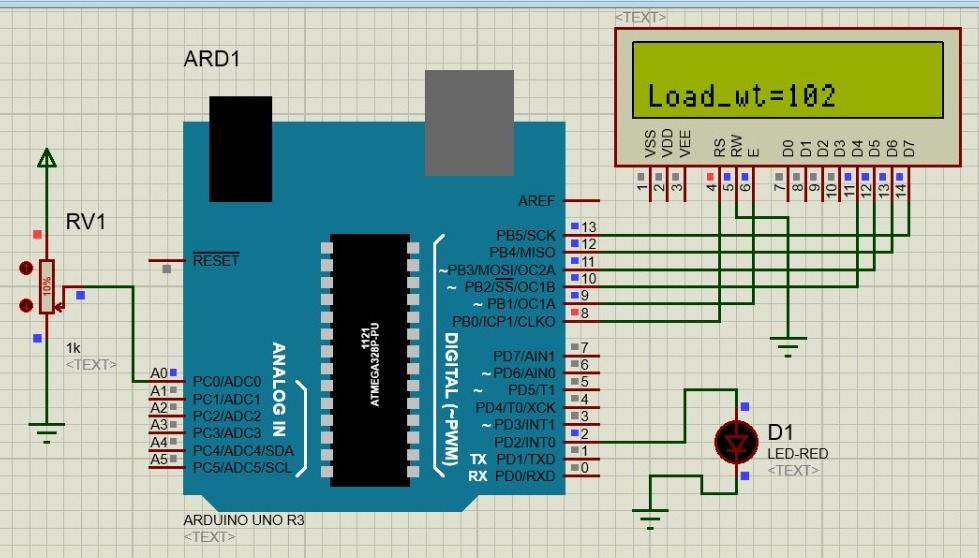 <TEXT>
ARD1
Load_wt=102
VSS
VDD
VEE
RS
RW
E
D0
D1
D2
D3
D4
D5
D6
D7
1
2
3
4
5
6
7
8
9
10
11
12
13
14
RV1
10%
1k
<TEXT>
RESET
AREF
PB5/SCK 13
PB4/MISO 12
~PB3/MOSI/OC2A 11
~ PB2/SS/OC1B 10
~ PB1/OC1A 9
PB0/ICP1/CLKO 8
1121
ATMEGA328P-PU
ANALOG IN
DIGITAL (~PWM)
PD7/AIN1 7
~ PD6/AIN0 6
~ PD5/T1 5
PD4/T0/XCK 4
~ PD3/INT1 3
PD2/INT0 2
TX PD1/TXD 1
RX PD0/RXD 0
A0 PC0/ADC0
A1 PC1/ADC1
A2 PC2/ADC2
A3 PC3/ADC3
A4 PC4/ADC4/SDA
A5 PC5/ADC5/SCL
D1
LED-RED
<TEXT>
ARDUINO UNO R3
<TEXT>